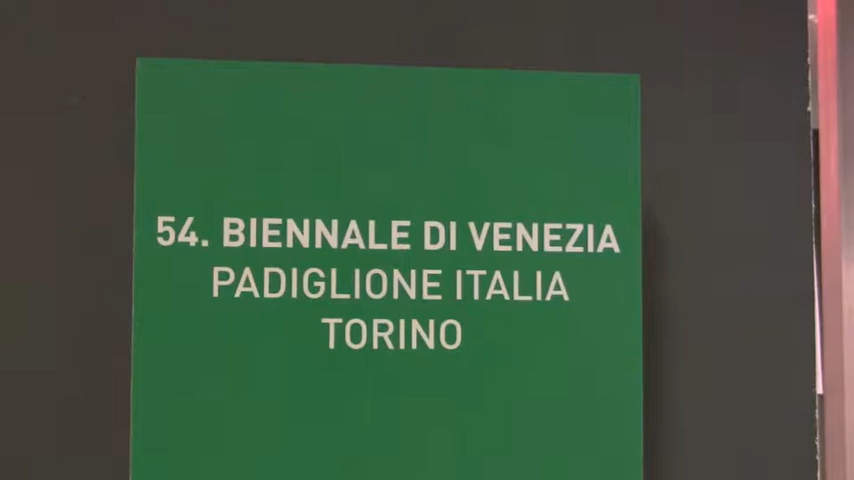 54. BIENNALE DI VENEZIA
PADIGLIONE ITALIA
TORINO